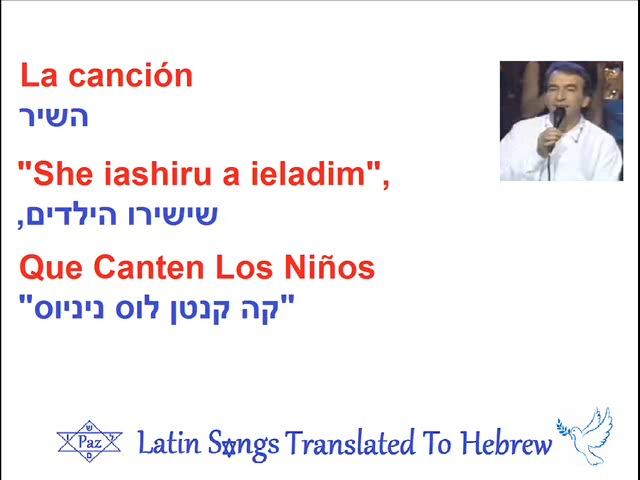 La canción
השיר
"She iashiru a ieladim",
שישירו הילדים,
Que Canten Los Niños
"קה קנטן לוס ניניוס"
ש
י Paz ל
ם
Latin Songs Translated To Hebrew